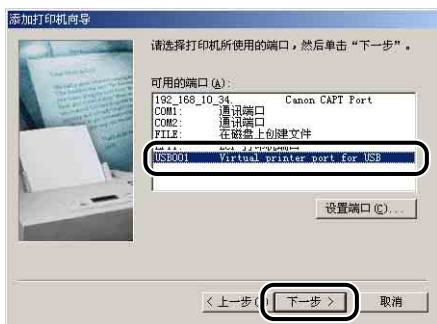 添加打印机向导
请选择打印机所使用的端口，然后单击“下一步”。
可用的端口(A):
192_168_10_34. Canon CAPT Port
COM1: 通讯端口
COM2: 通讯端口
FILE: 在磁盘上创建文件
USB001 Virtual printer port for USB
设置端口(C)...
<上一步( 下一步 > 取消